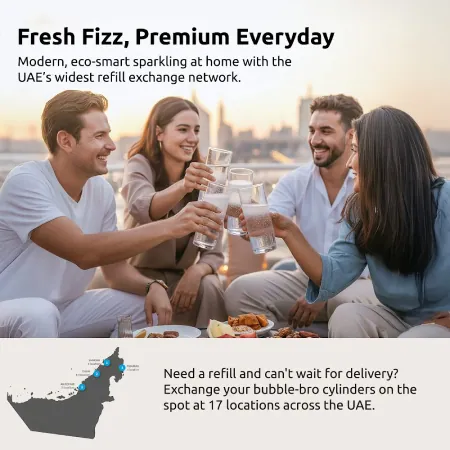 Fresh Fizz, Premium Everyday
Modern, eco-smart sparkling at home with the
UAE's widest refill exchange network.
Need a refill and can't wait for delivery?
Exchange your bubble-bro cylinders on the
spot at 17 locations across the UAE.